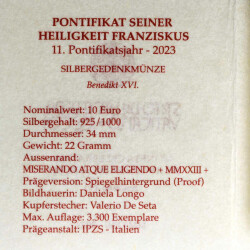 PONTIFIKAT SEINER
HEILIGKEIT FRANZISKUS
11. Pontifikatsjahr - 2023
SILBERGEDENKMÜNZE
Benedikt XVI.
Nominalwert: 10 Euro
Silbergehalt: 925/1000
Durchmesser: 34 mm
Gewicht: 22 Gramm
Aussenrand:
MISERANDO ATQUE ELIGENDO + MMXXIII +
Prägeversion: Spiegelhintergrund (Proof)
Bildhauerin: Daniela Longo
Kupferstecher: Valerio De Seta
Max. Auflage: 3.300 Exemplare
Prägeanstalt: IPZS - Italien